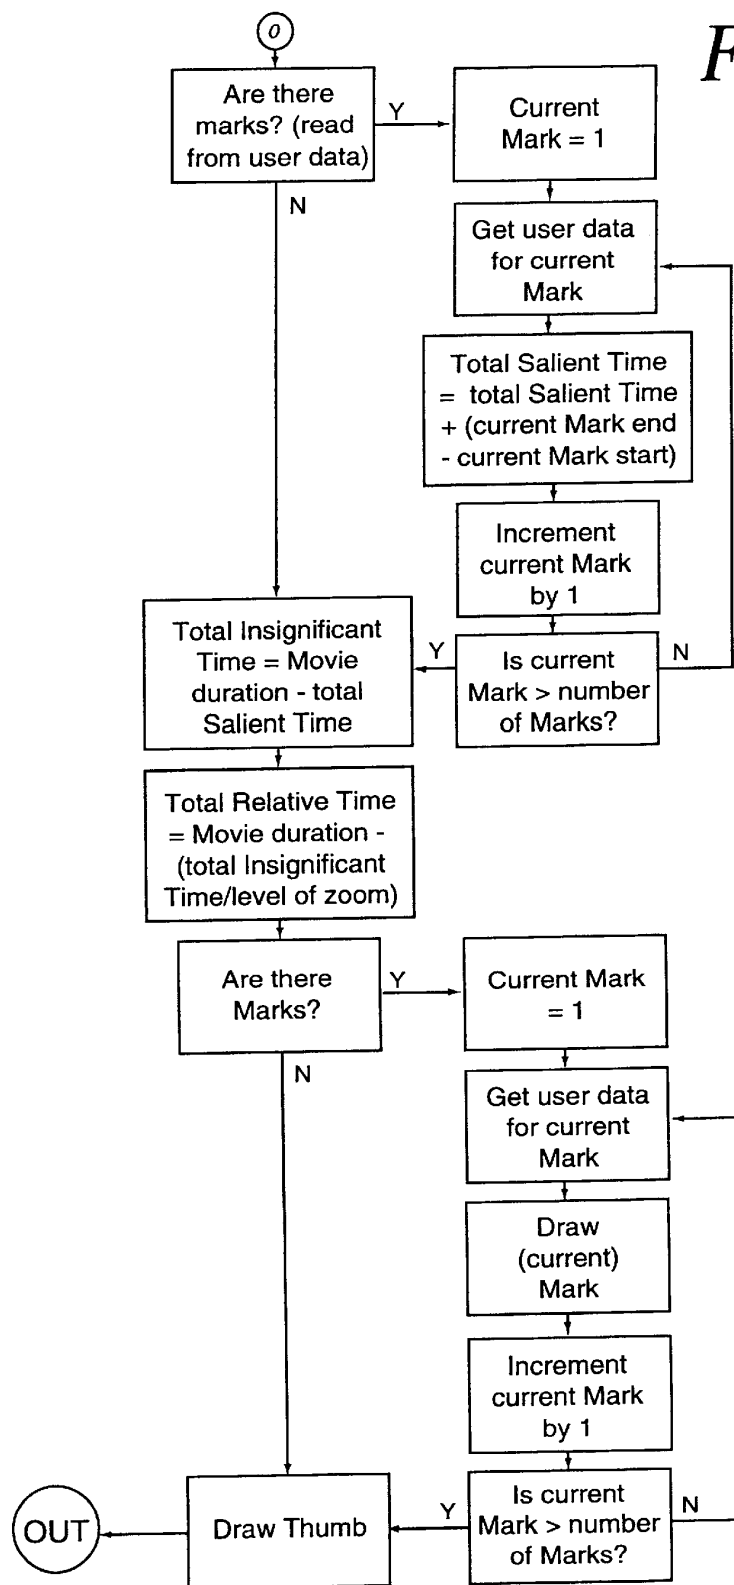 O
F
Are there
marks? (read
from user data)
Y
Current
Mark = 1
N
Get user data
for current
Mark
Total Salient Time
= total Salient Time
+ (current Mark end
- current Mark start)
Increment
current Mark
by 1
Total Insignificant
Time = Movie
duration - total
Salient Time
Y
Is current
Mark > number
of Marks?
N
Total Relative Time
= Movie duration -
(total Insignificant
Time/level of zoom)
Are there
Marks?
Y
Current Mark
= 1
N
Get user data
for current
Mark
Draw
(current)
Mark
Increment
current Mark
by 1
OUT
Draw Thumb
Y
Is current
Mark > number
of Marks?
N